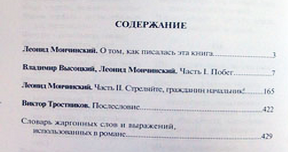 СОДЕРЖАНИЕ
Леонид Мончинский. О том, как писалась эта книга 3
Владимир Высоцкий, Леонид Мончинский. Часть I. Побег 7
Леонид Мончинский. Часть II. Стреляйте, гражданин начальник! 165
Виктор Тростников. Послесловие 422
Словарь жаргонных слов и выражений,
использованных в романе 429